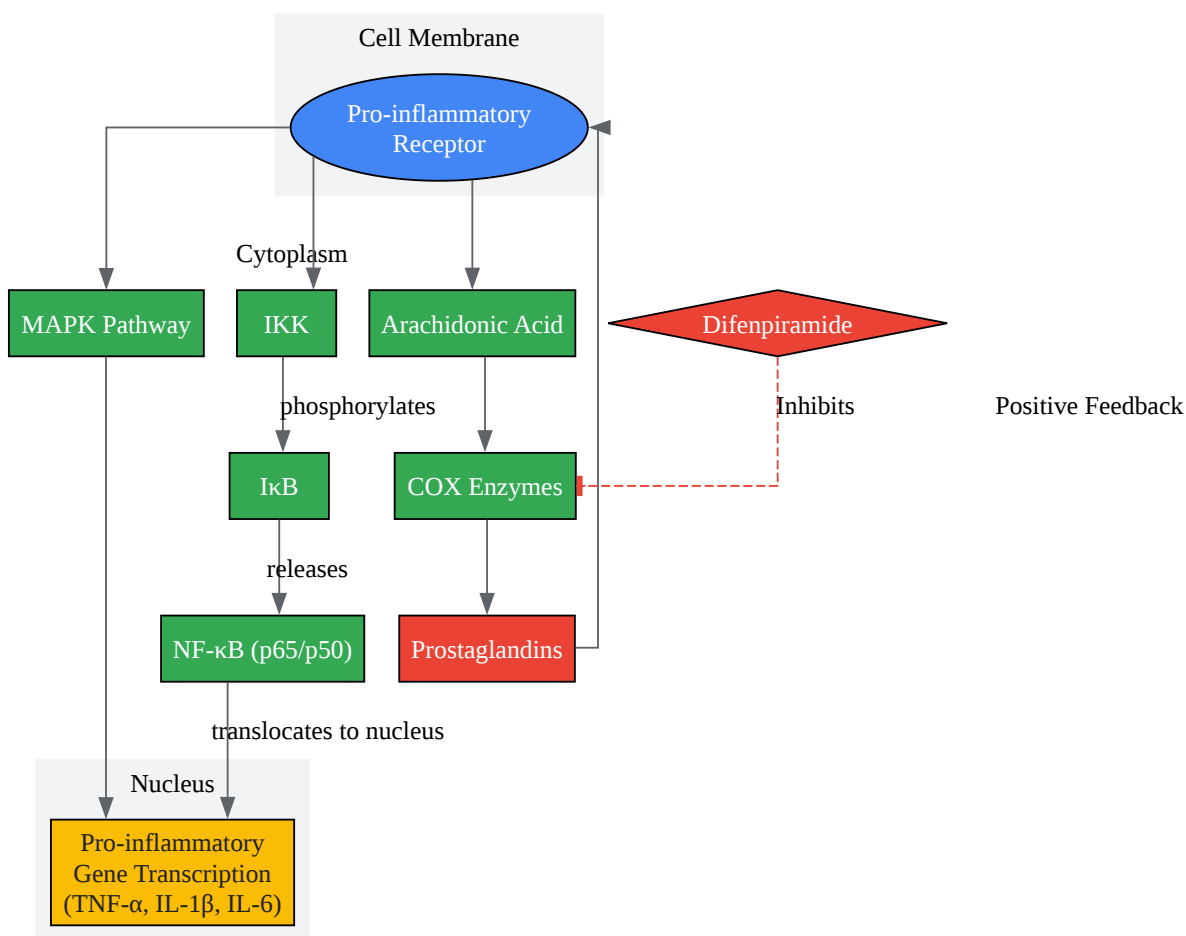 Cell Membrane
Pro-inflammatory
Receptor
Cytoplasm
MAPK Pathway
IKK
Arachidonic Acid
Difenpiramide
phosphorylates
Inhibits
Positive Feedback
IκB
COX Enzymes
releases
NF-κB (p65/p50)
Prostaglandins
translocates to nucleus
Nucleus
Pro-inflammatory
Gene Transcription
(TNF-α, IL-1β, IL-6)